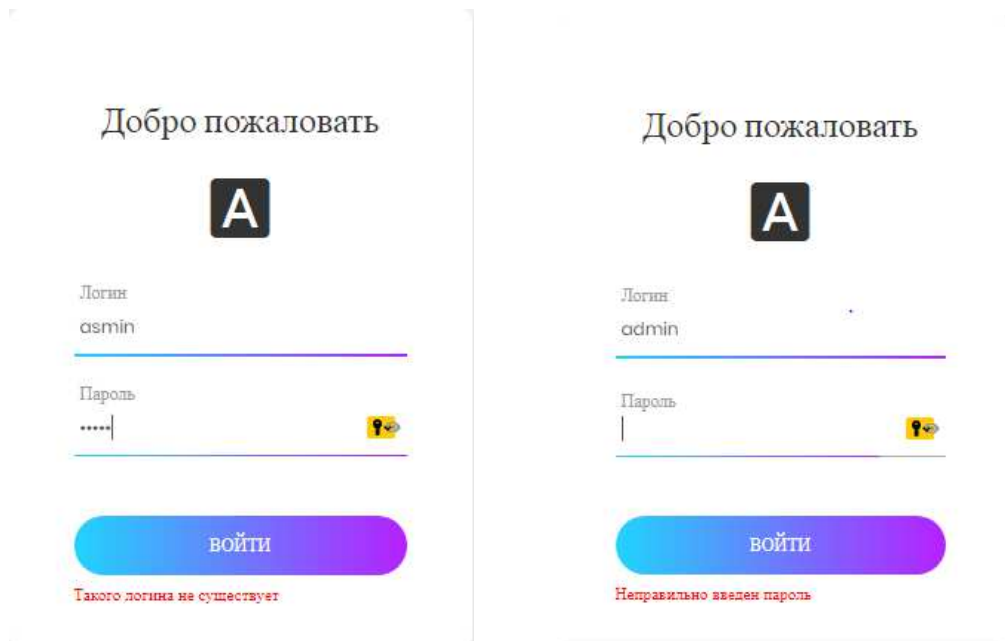 Добро пожаловать
A
Логин
asmin
Пароль
•••••
ВОЙТИ
Такого логина не существует
Добро пожаловать
A
Логин
admin
Пароль
ВОЙТИ
Неправильно введен пароль